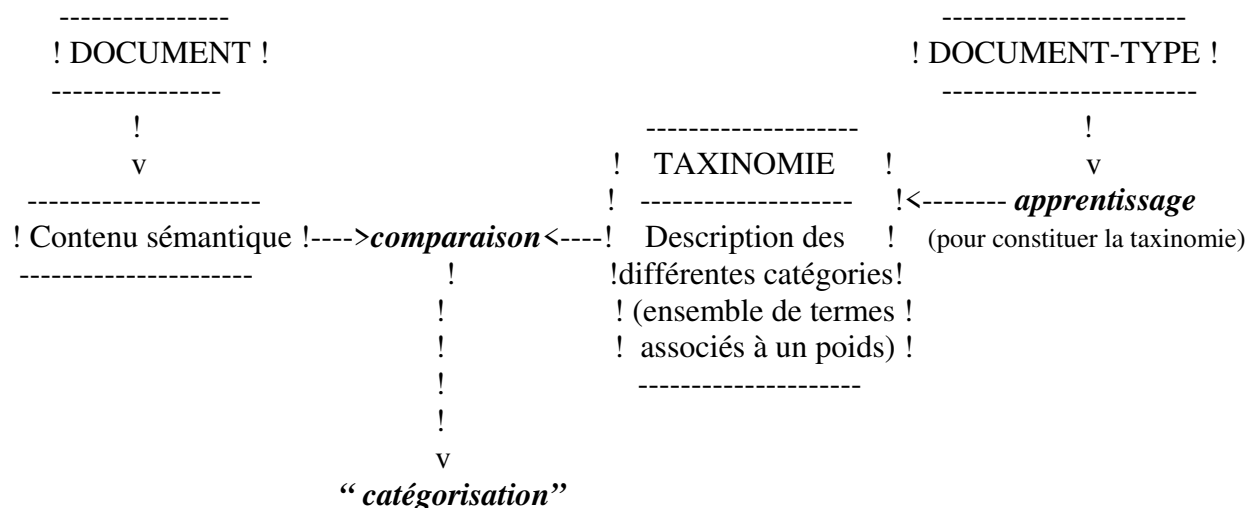 ----------------                                                                 -----------------------
! DOCUMENT !                                                              ! DOCUMENT-TYPE !
----------------                                                                 ------------------------
!                                          --------------------                     !
v                                      ! TAXINOMIE !                     v
----------------------                     ! -------------------- !<-------- apprentissage
! Contenu sémantique !---->comparaison<----! Description des ! (pour constituer la taxinomie)
----------------------                     !                !différentes catégories!
!                ! (ensemble de termes !
!                ! associés à un poids) !
!                ---------------------
!
v
“ catégorisation”